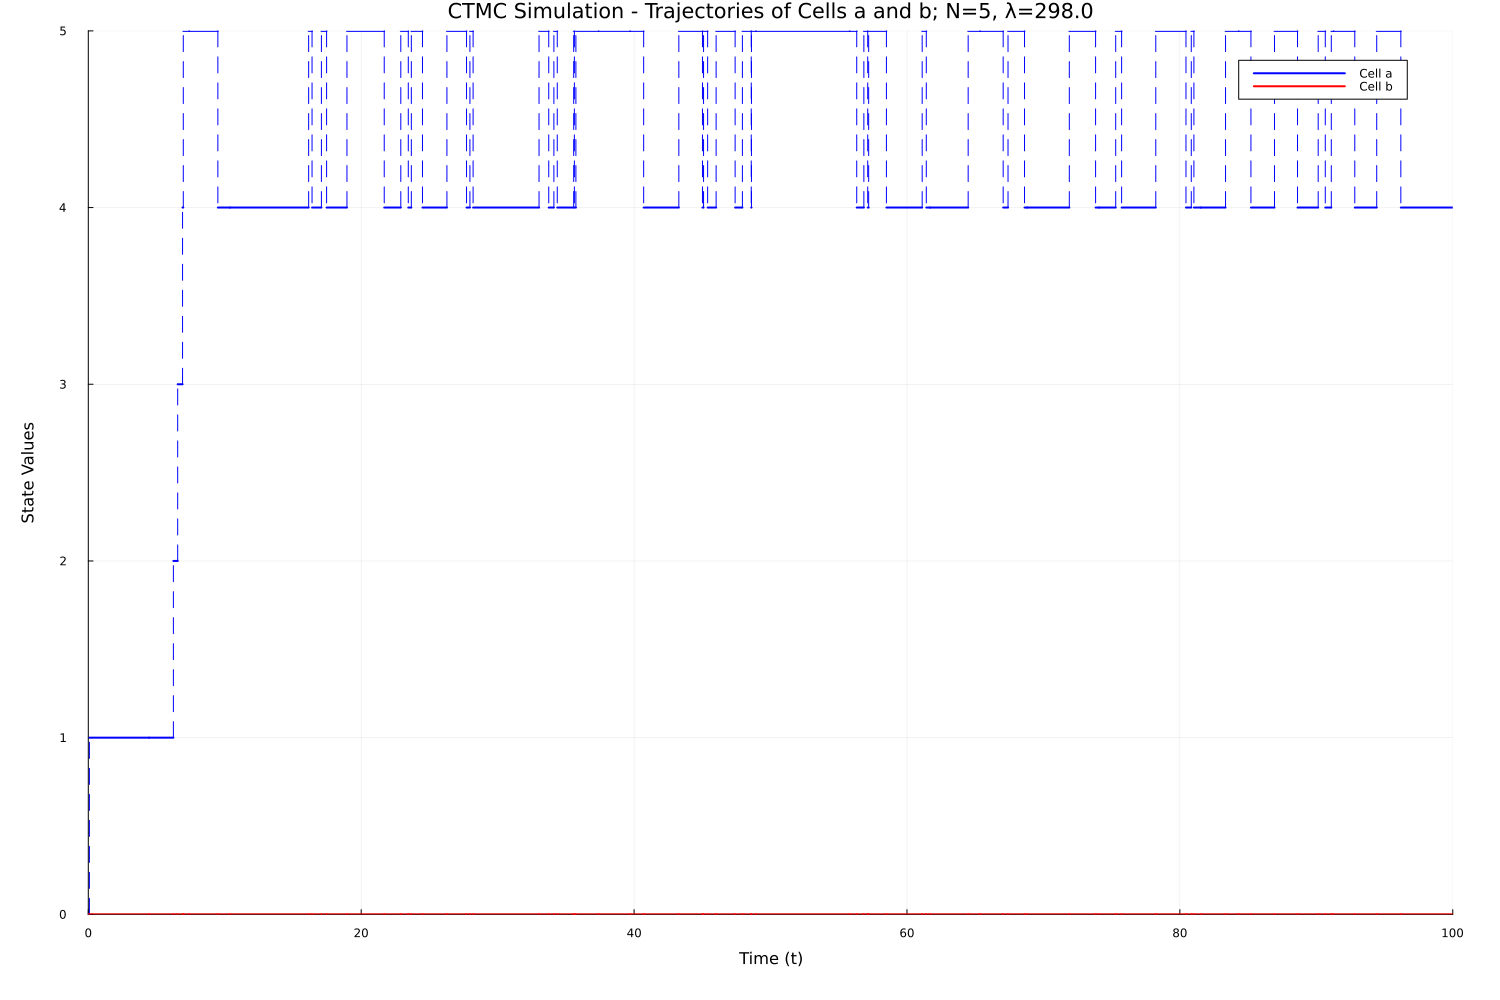 CTMC Simulation - Trajectories of Cells a and b; N=5, λ=298.0
5
Cell a
Cell b
4
3
State Values
2
1
0
0 20 40 60 80 100
Time (t)